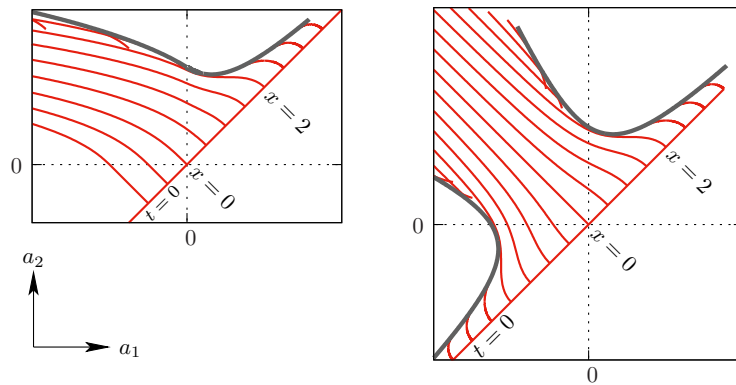 0
0
t = 0
x = 0
x = 2
a₂
a₁
0
0
t = 0
x = 0
x = 2